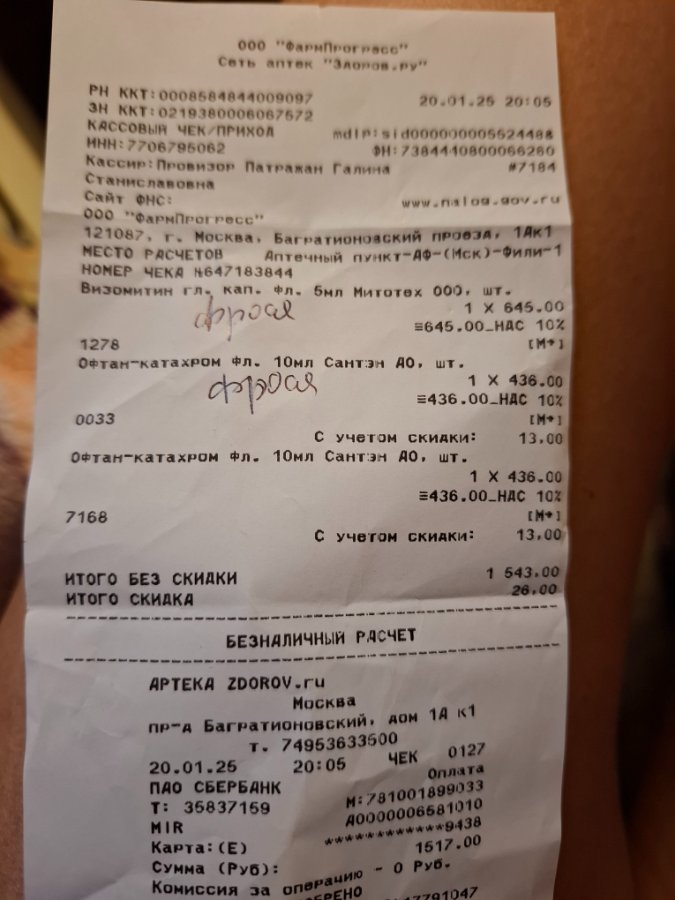 ООО "ФармПрогресс"
Сеть аптек "Здоров.ру"
РН ККТ:0008584844009097 20.01.25 20:05
ЗН ККТ:0219380006067572
КАССОВЫЙ ЧЕК/ПРИХОД mdlp:sid000000005624488
ИНН:7706795062 ФН:7384440800066280
Кассир:Провизор Патражан Галина #7184
Станиславовна
Сайт ФНС: www.nalog.gov.ru
ООО "ФармПрогресс"
121087, г. Москва, Багратионовский проезд, 1Ак1
МЕСТО РАСЧЕТОВ Аптечный пункт-АФ-(Мск)-Фили-1
НОМЕР ЧЕКА №647183844
Визомитин гл. кап. фл. 5мл Митотех ООО, шт.
1 X 645.00
≡645.00_НДС 10%
1278 [M+]
Офтан-катахром фл. 10мл Сантэн АО, шт.
1 X 436.00
≡436.00_НДС 10%
0033 [M+]
С учетом скидки: 13.00
Офтан-катахром фл. 10мл Сантэн АО, шт.
1 X 436.00
≡436.00_НДС 10%
7168 [M+]
С учетом скидки: 13.00
ИТОГО БЕЗ СКИДКИ 1 543.00
ИТОГО СКИДКА 26.00
БЕЗНАЛИЧНЫЙ РАСЧЕТ
APTEKA ZDOROV.ru
Москва
пр-д Багратионовский, дом 1А к1
т. 74953633500
20.01.25 20:05 ЧЕК 0127
ПАО СБЕРБАНК Оплата
Т: 35837159 М:781001899033
MIR A0000006581010
Карта:(E) ************9438
Сумма (Руб): 1517.00
Комиссия за операцию - 0 Руб.